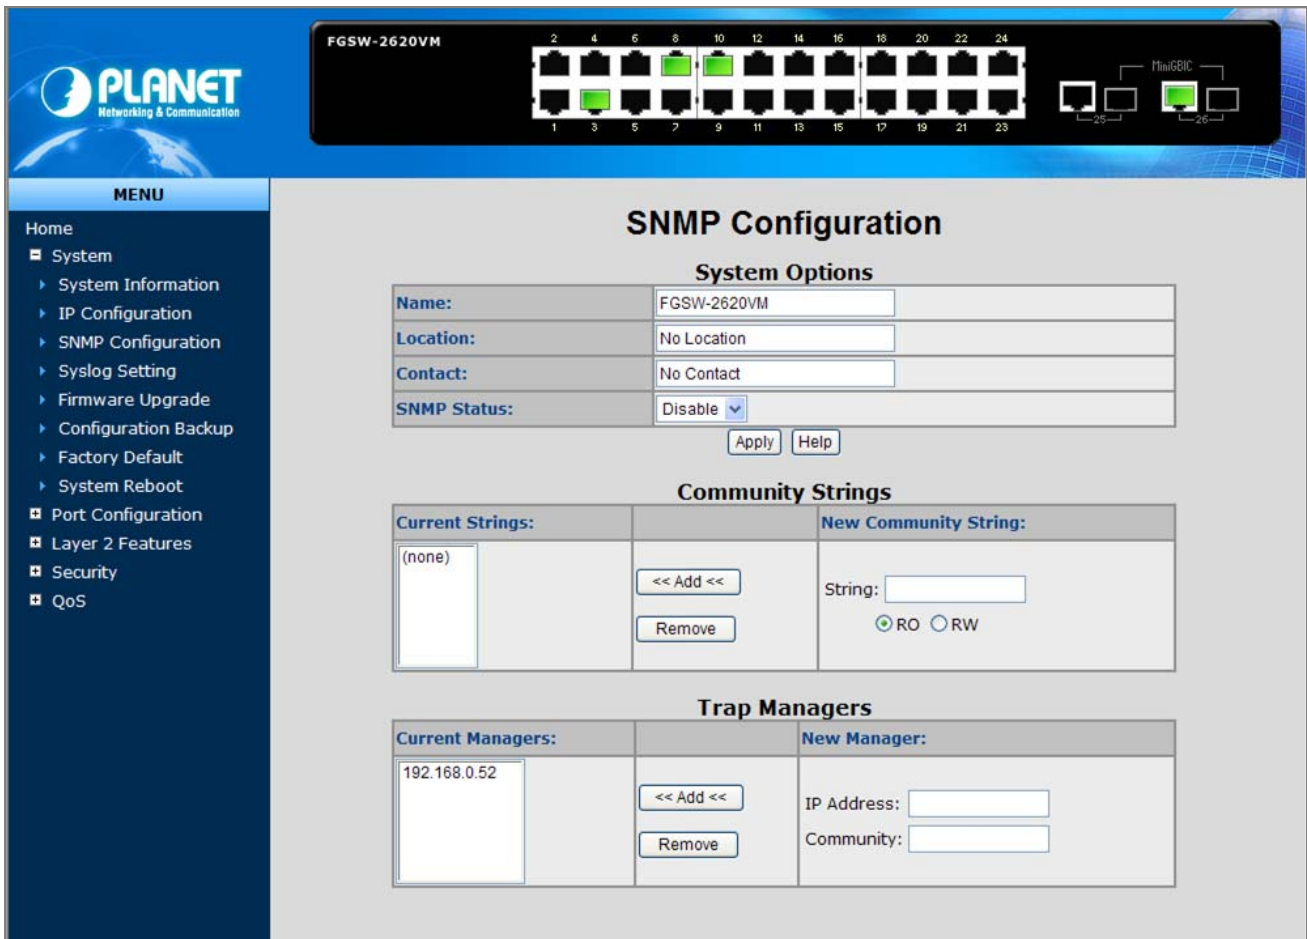 PLANET
Networking & Communication
FGSW-2620VM
2 4 6 8 10 12 14 16 18 20 22 24
MiniGBIC
1 3 5 7 9 11 13 15 17 19 21 23
25 26
MENU
Home
System
System Information
IP Configuration
SNMP Configuration
Syslog Setting
Firmware Upgrade
Configuration Backup
Factory Default
System Reboot
Port Configuration
Layer 2 Features
Security
QoS
SNMP Configuration
System Options
Name: FGSW-2620VM
Location: No Location
Contact: No Contact
SNMP Status: Disable
Apply Help
Community Strings
Current Strings: New Community String:
(none)
<< Add << String:
Remove RO RW
Trap Managers
Current Managers: New Manager:
192.168.0.52
<< Add << IP Address:
Remove Community: